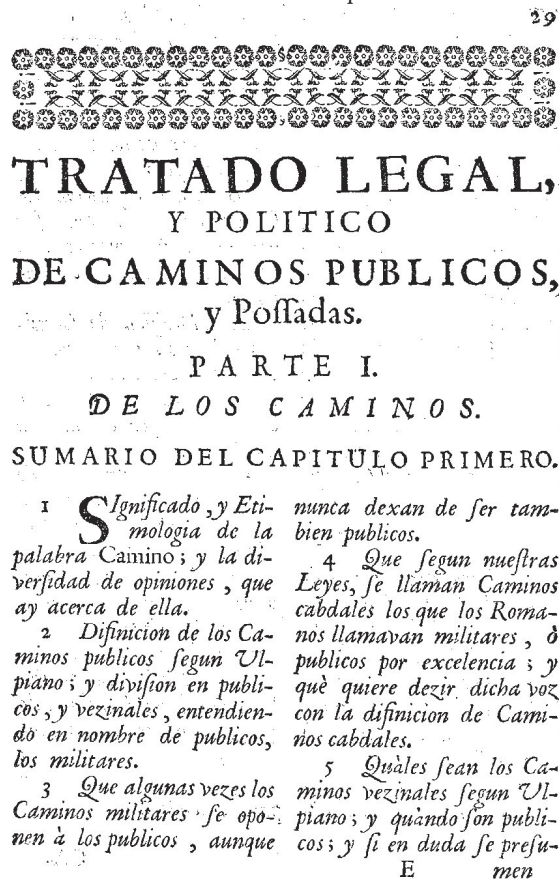 29
TRATADO LEGAL,
Y POLITICO
DE CAMINOS PUBLICOS,
y Poſſadas.
PARTE I.
DE LOS CAMINOS.
SUMARIO DEL CAPITULO PRIMERO.
1 SIgnificado, y Eti-
mologia de la
palabra Camino; y la di-
verſidad de opiniones, que
ay acerca de ella.
2 Difinicion de los Ca-
minos publicos ſegun Ul-
piano; y diviſion en publi-
cos, y vezinales, entendien-
do en nombre de publicos,
los militares.
3 Que algunas vezes los
Caminos militares ſe opo-
nen à los publicos, aunque
nunca dexan de ſer tam-
bien publicos.
4 Que ſegun nueſtras
Leyes, ſe llaman Caminos
cabdales los que los Roma-
nos llamavan militares, ò
publicos por excelencia; y
què quiere dezir dicha voz
con la difinicion de Cami-
nos cabdales.
5 Quàles ſean los Ca-
minos vezinales ſegun Ul-
piano; y quàndo ſon publi-
cos; y ſi en duda ſe preſu-
E men